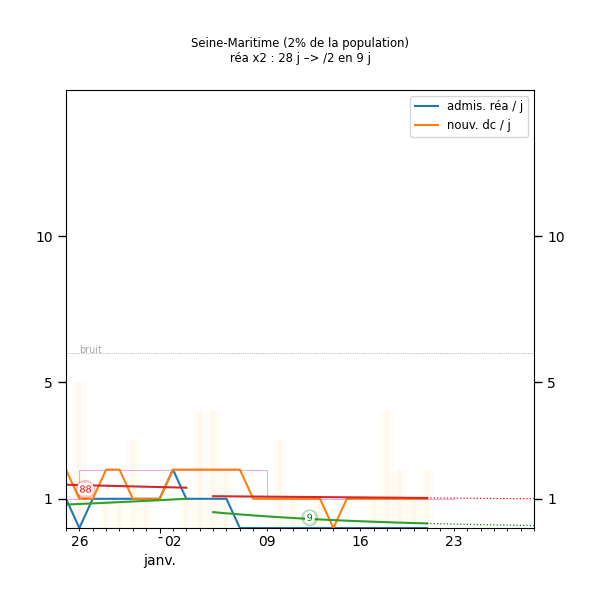 Seine-Maritime (2% de la population)
réa x2 : 28 j –> /2 en 9 j
admis. réa / j
nouv. dc / j
10
10
bruit
5
5
88
1
1
9
26
02
09
16
23
janv.